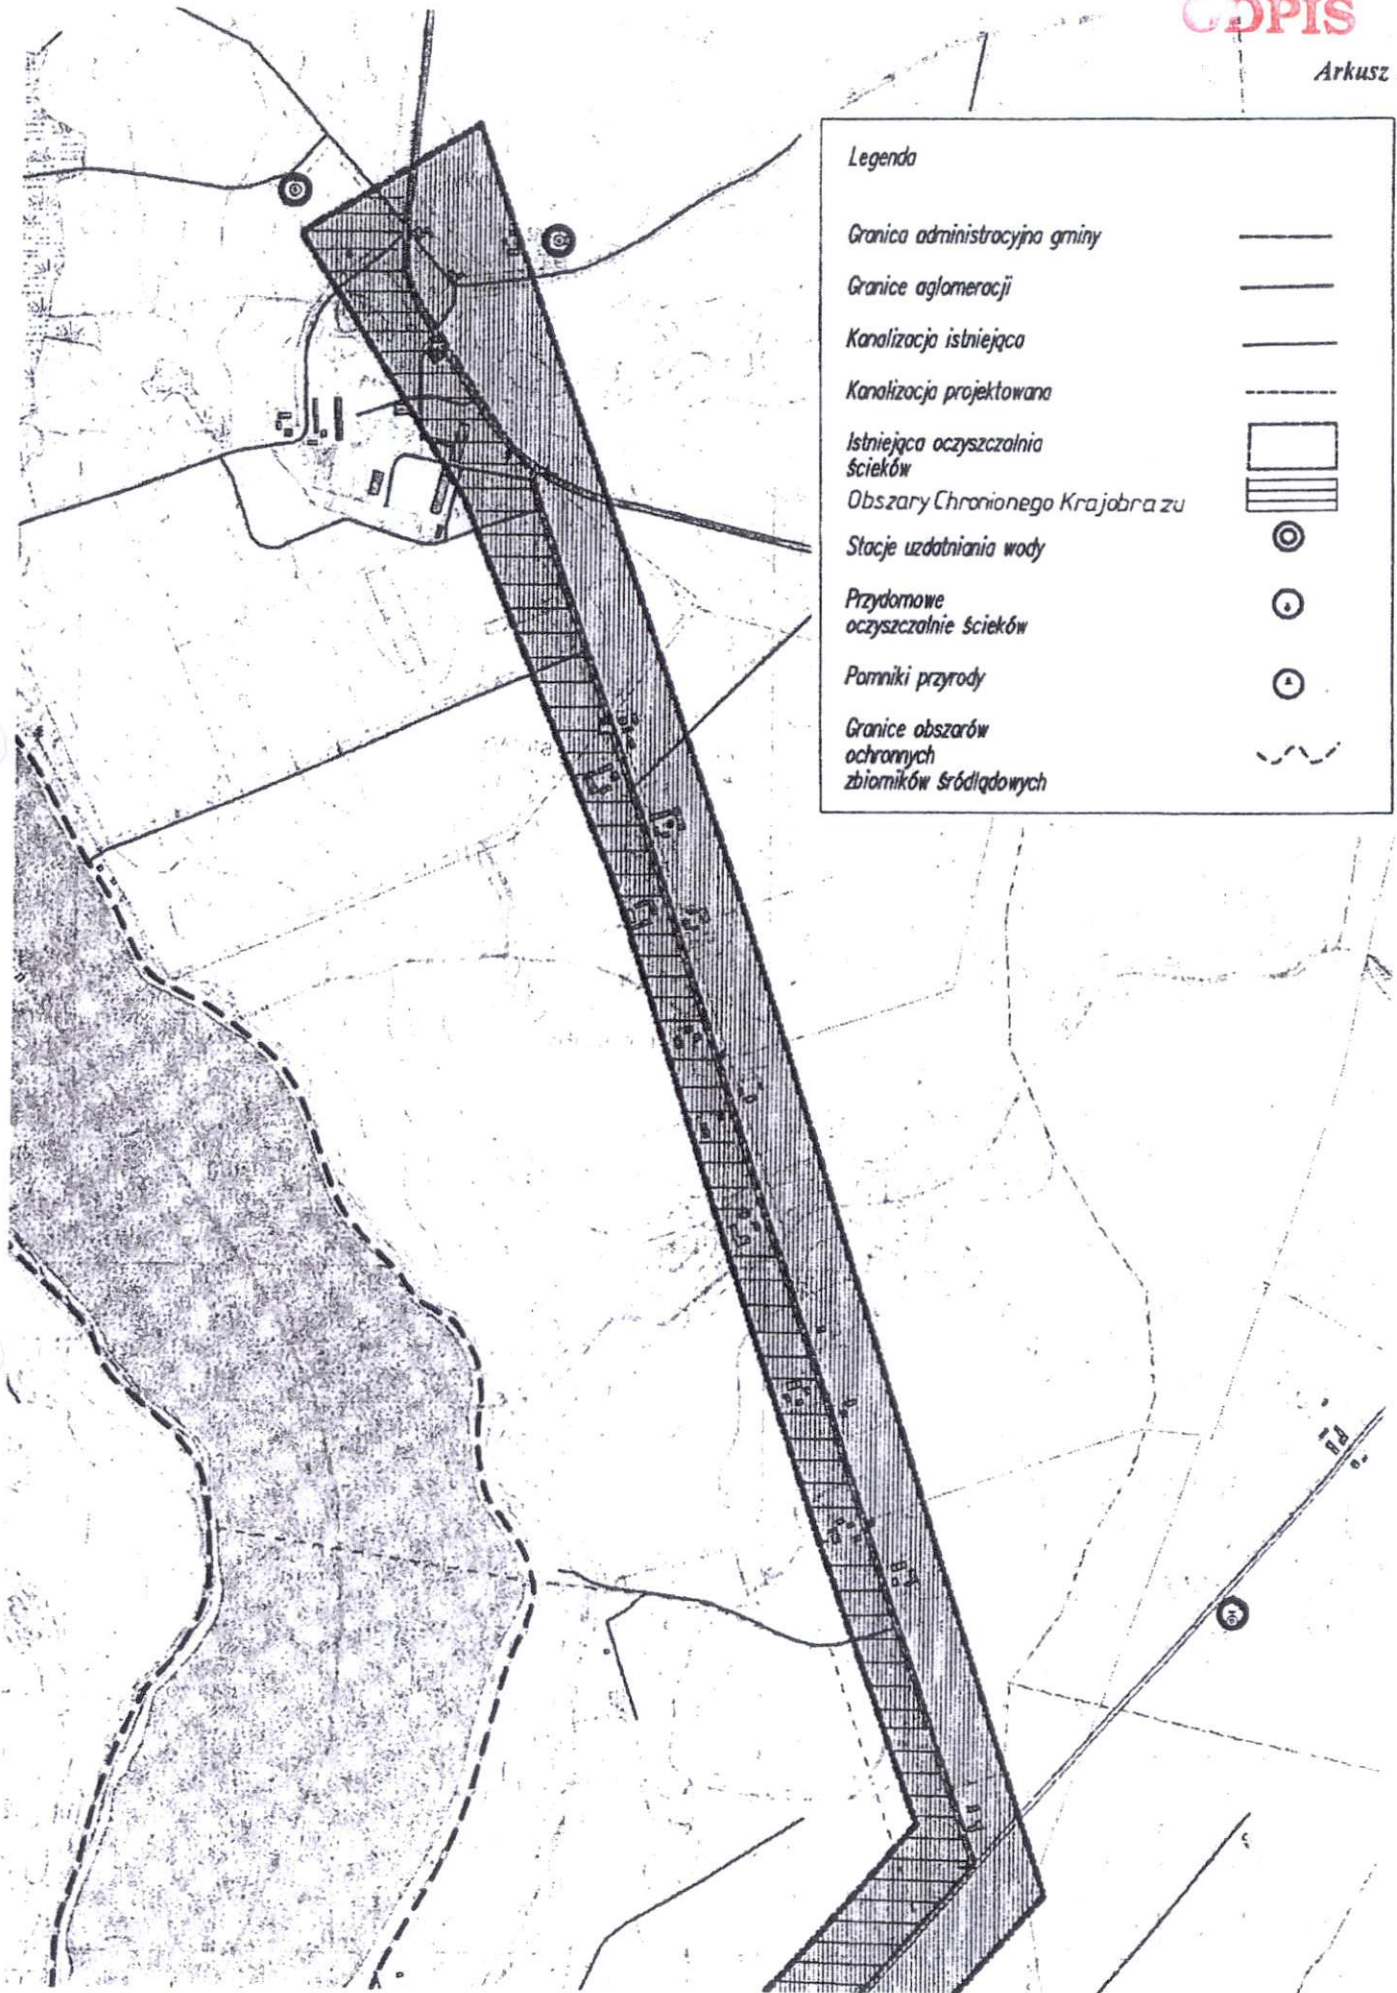 ODPIS
Arkusz
Legenda
Granica administracyjna gminy
Granice aglomeracji
Kanalizacja istniejąca
Kanalizacja projektowana
Istniejąca oczyszczalnia
ścieków
Obszary Chronionego Krajobrazu
Stacje uzdatniania wody
Przydomowe
oczyszczalnie ścieków
Pomniki przyrody
Granice obszarów
ochronnych
zbiorników śródlądowych